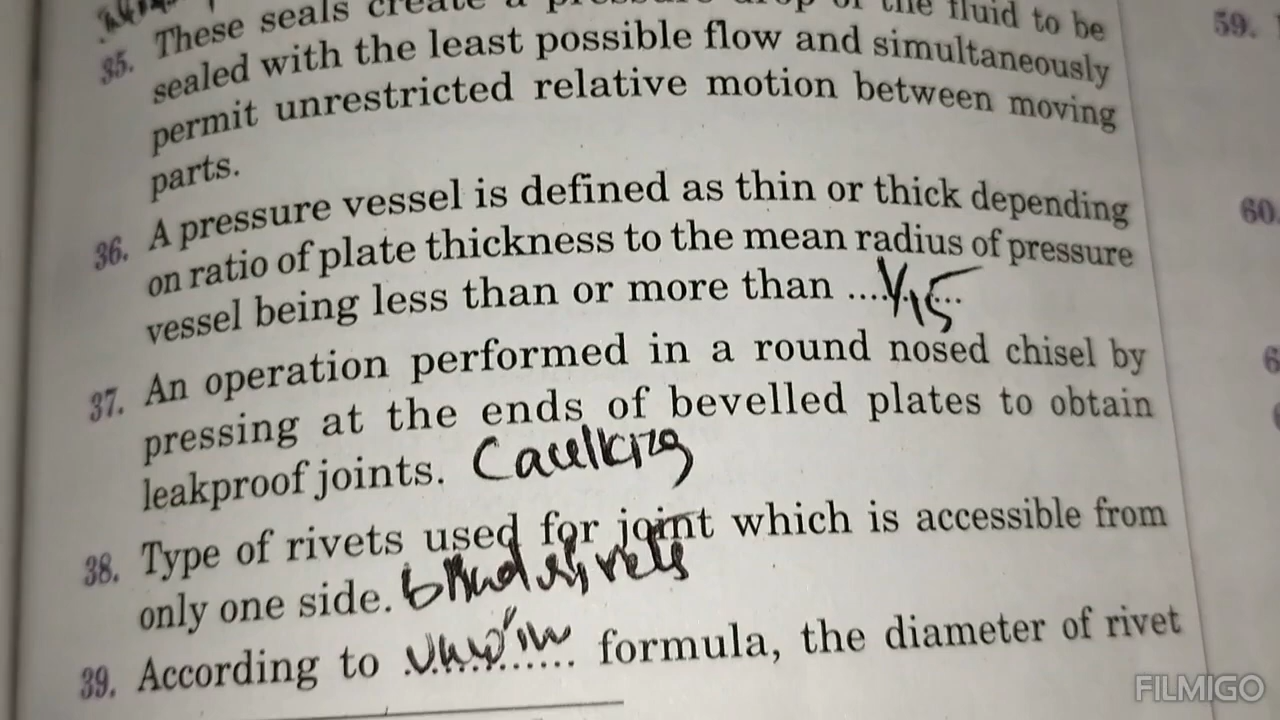 35. These seals create a pressure drop of the fluid to be
sealed with the least possible flow and simultaneously
permit unrestricted relative motion between moving
parts.
36. A pressure vessel is defined as thin or thick depending
on ratio of plate thickness to the mean radius of pressure
vessel being less than or more than .... 1/15 ...
37. An operation performed in a round nosed chisel by
pressing at the ends of bevelled plates to obtain
leakproof joints. Caulking
38. Type of rivets used for joint which is accessible from
only one side. blind rivets
39. According to ............ formula, the diameter of rivet
59.
60.
6
FILMIGO